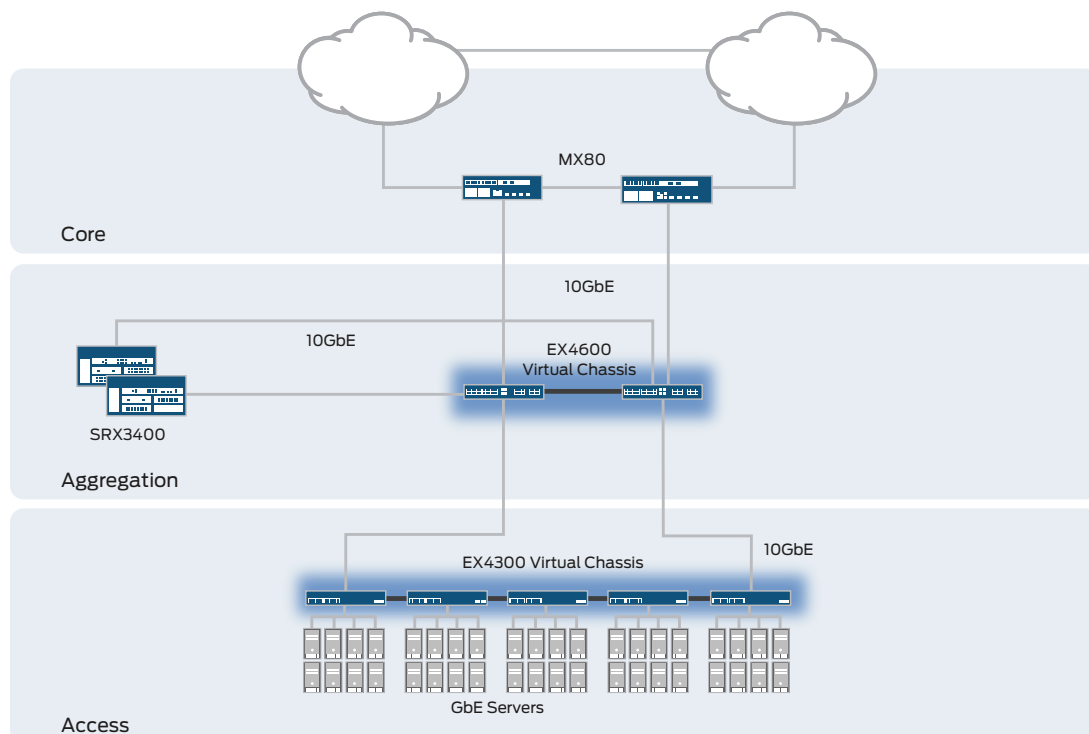 MX80
Core
10GbE
10GbE
EX4600
Virtual Chassis
SRX3400
Aggregation
10GbE
EX4300 Virtual Chassis
GbE Servers
Access